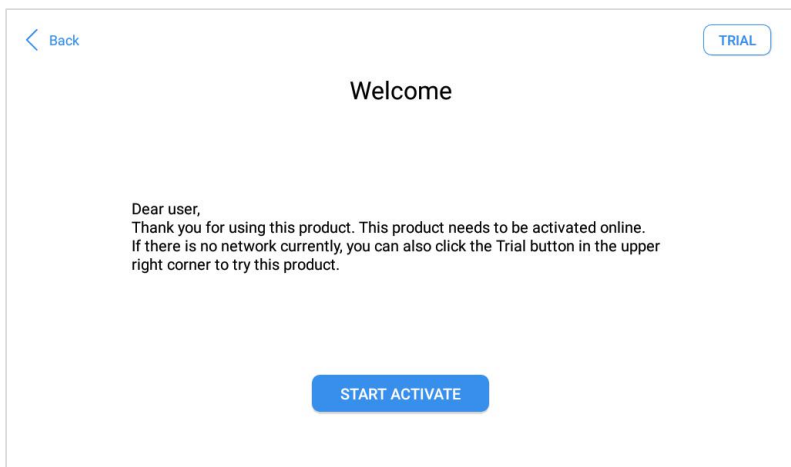 Back
TRIAL
Welcome
Dear user,
Thank you for using this product. This product needs to be activated online.
If there is no network currently, you can also click the Trial button in the upper
right corner to try this product.
START ACTIVATE